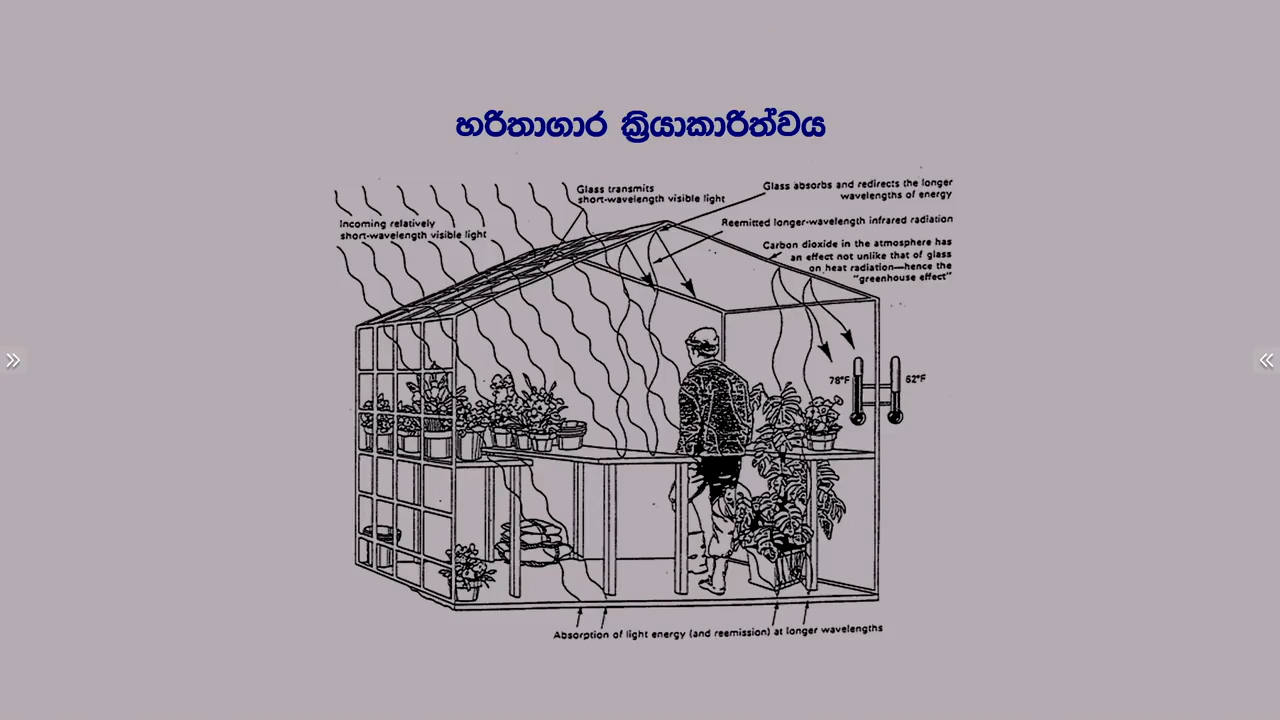 හරිතාගාර ක්‍රියාකාරිත්වය
Glass transmits
short-wavelength visible light
Glass absorbs and redirects the longer
wavelengths of energy
Incoming relatively
short-wavelength visible light
Reemitted longer-wavelength infrared radiation
Carbon dioxide in the atmosphere has
an effect not unlike that of glass
on heat radiation—hence the
"greenhouse effect"
78°F
62°F
Absorption of light energy (and reemission) at longer wavelengths